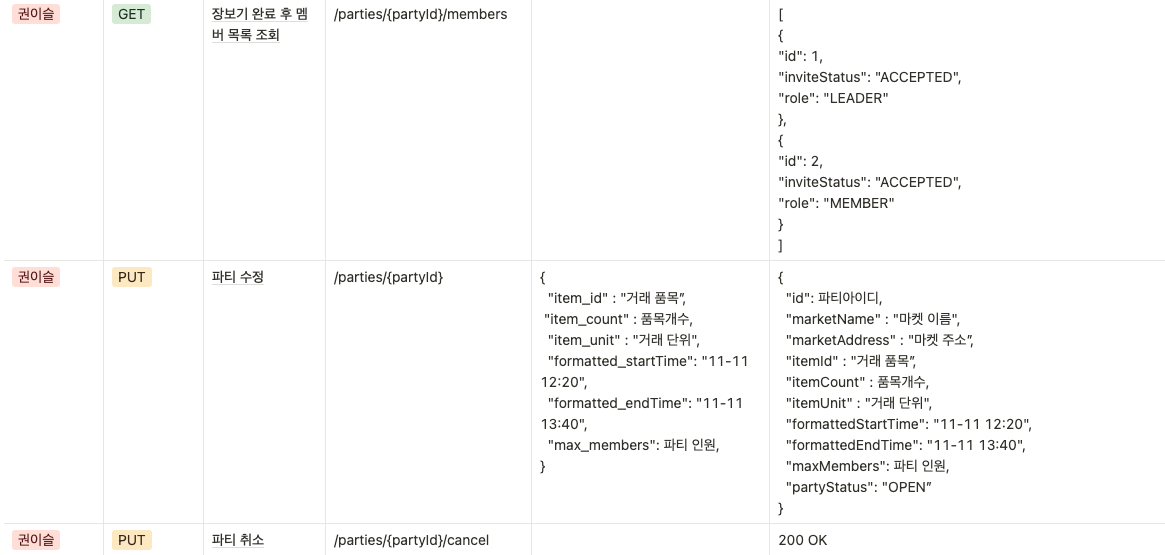 권이슬
GET
장보기 완료 후 멤
버 목록 조회
/parties/{partyId}/members
[
{
"id": 1,
"inviteStatus": "ACCEPTED",
"role": "LEADER"
},
{
"id": 2,
"inviteStatus": "ACCEPTED",
"role": "MEMBER"
}
]
권이슬
PUT
파티 수정
/parties/{partyId}
{
"item_id" : "거래 품목”,
"item_count" : 품목개수,
"item_unit" : "거래 단위",
"formatted_startTime": "11-11
12:20",
"formatted_endTime": "11-11
13:40",
"max_members": 파티 인원,
}
{
"id": 파티아이디,
"marketName" : "마켓 이름",
"marketAddress" : "마켓 주소”,
"itemId" : "거래 품목”,
"itemCount" : 품목개수,
"itemUnit" : "거래 단위",
"formattedStartTime": "11-11 12:20",
"formattedEndTime": "11-11 13:40",
"maxMembers": 파티 인원,
"partyStatus": "OPEN”
}
권이슬
PUT
파티 취소
/parties/{partyId}/cancel
200 OK